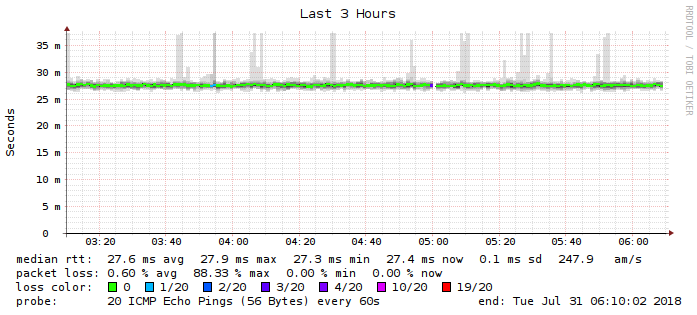 Last 3 Hours
RRDTOOL / TOBI OETIKER
Seconds
35 m
30 m
25 m
20 m
15 m
10 m
5 m
0
03:20 03:40 04:00 04:20 04:40 05:00 05:20 05:40 06:00
median rtt: 27.6 ms avg 27.9 ms max 27.3 ms min 27.4 ms now 0.1 ms sd 247.9 am/s
packet loss: 0.60 % avg 88.33 % max 0.00 % min 0.00 % now
loss color: 0 1/20 2/20 3/20 4/20 10/20 19/20
probe: 20 ICMP Echo Pings (56 Bytes) every 60s end: Tue Jul 31 06:10:02 2018